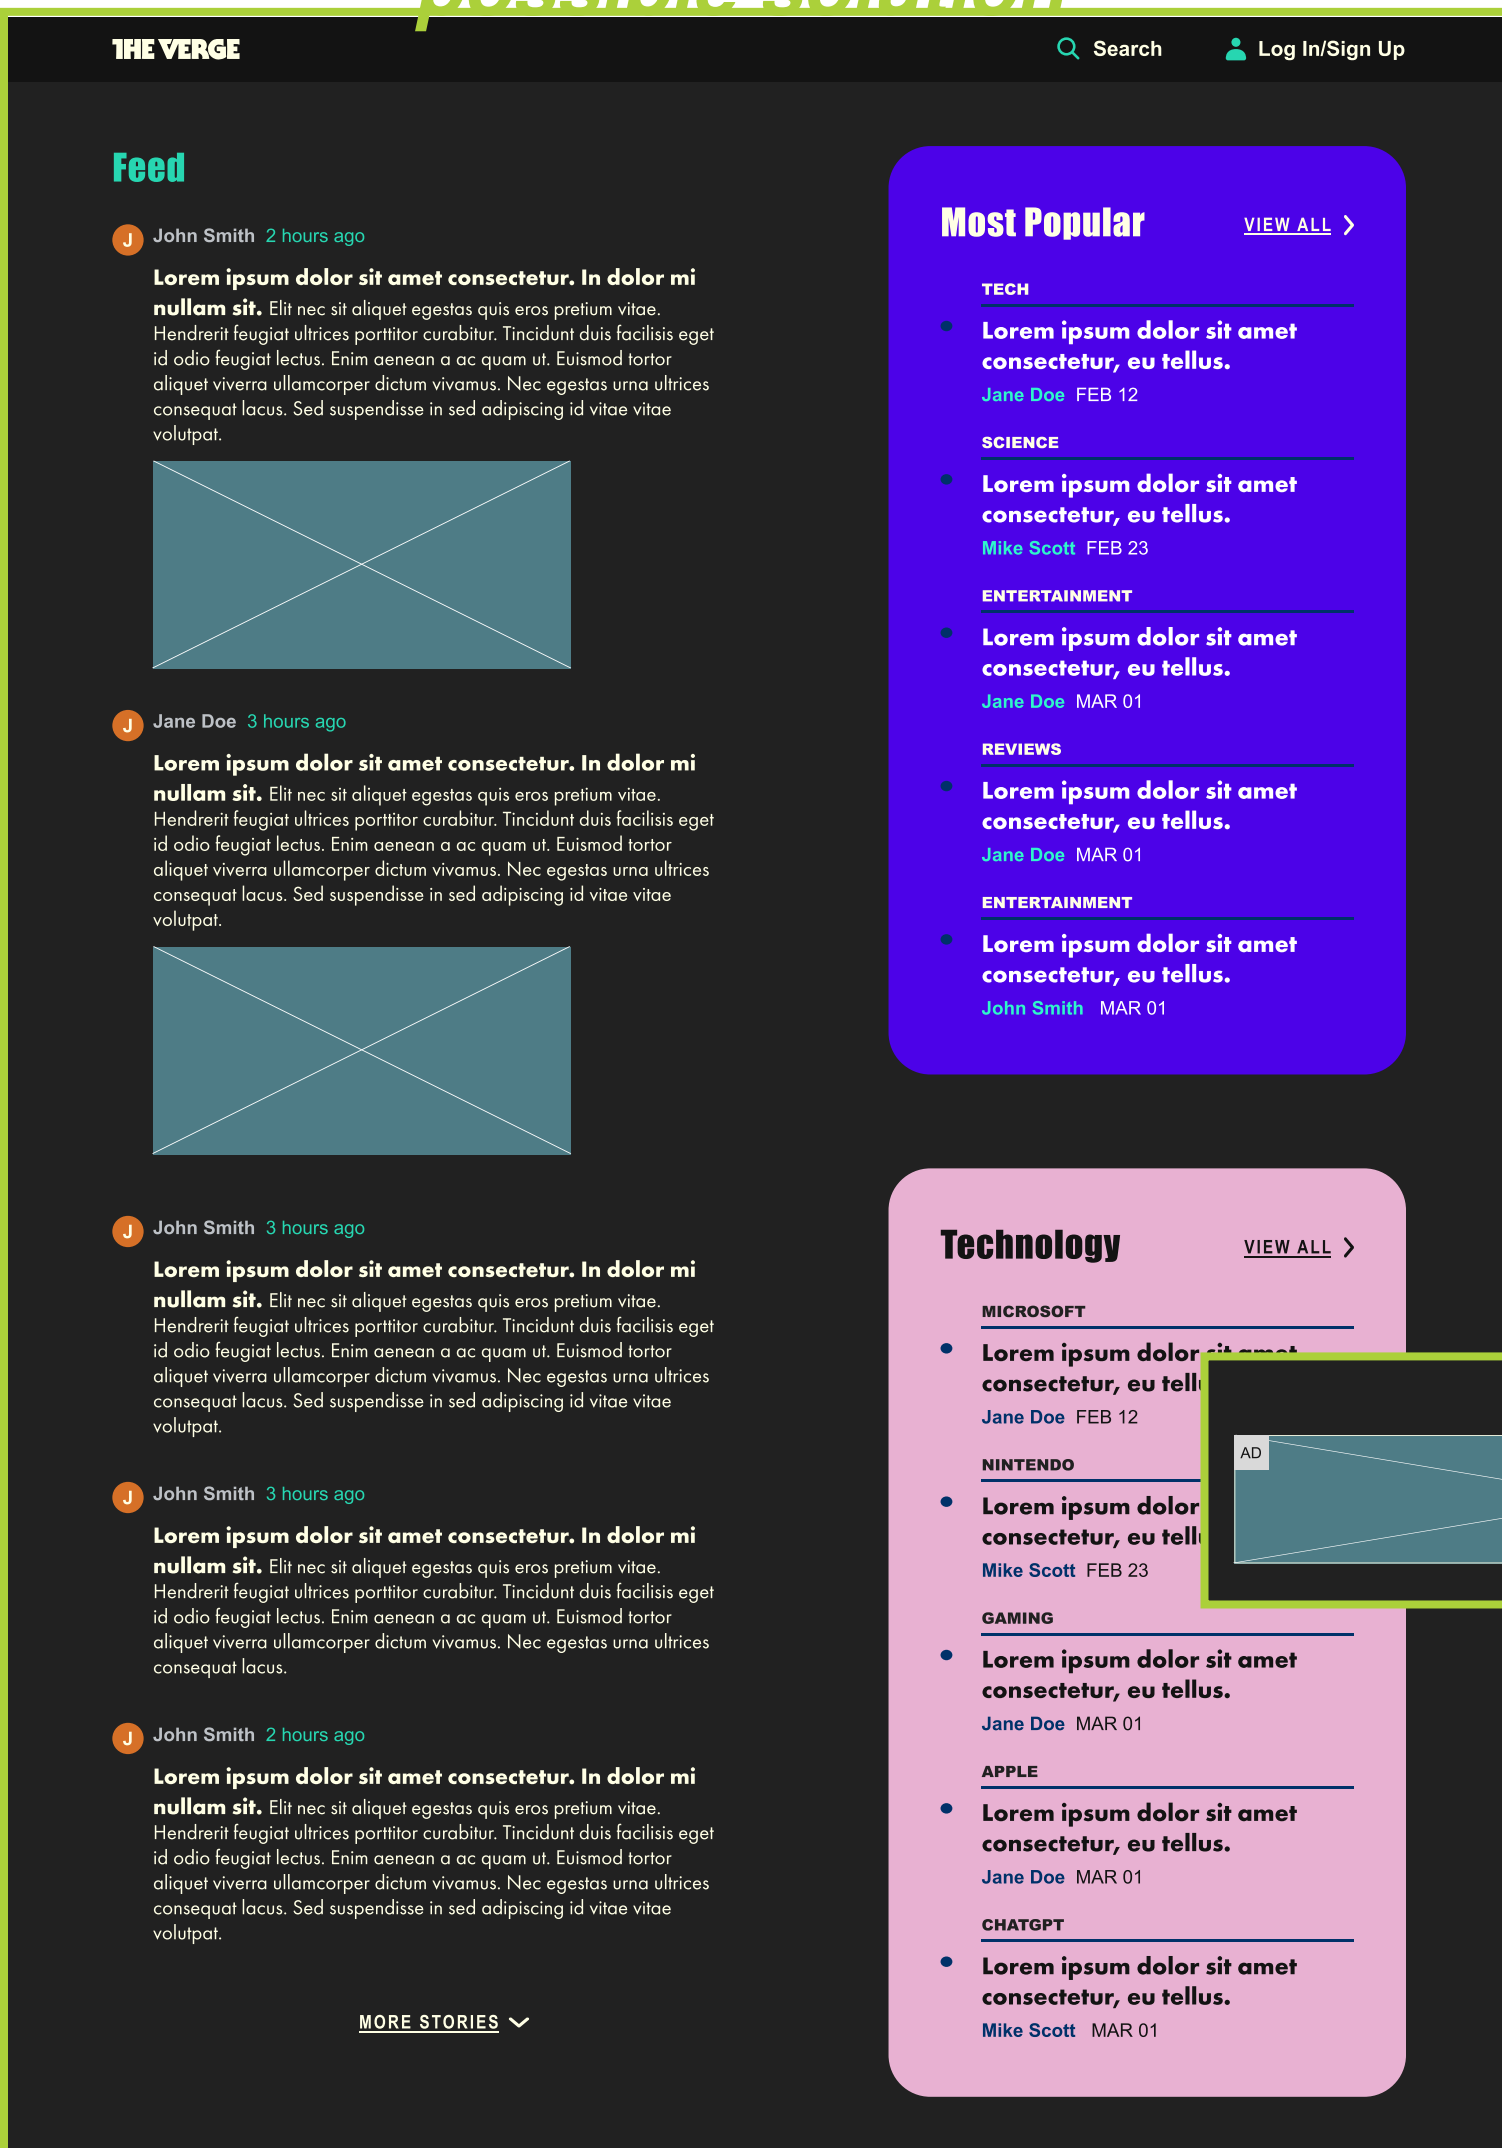 possible solution
THE VERGE
Search
Log In/Sign Up
Feed
J
John Smith 2 hours ago
Lorem ipsum dolor sit amet consectetur. In dolor mi
nullam sit. Elit nec sit aliquet egestas quis eros pretium vitae.
Hendrerit feugiat ultrices porttitor curabitur. Tincidunt duis facilisis eget
id odio feugiat lectus. Enim aenean a ac quam ut. Euismod tortor
aliquet viverra ullamcorper dictum vivamus. Nec egestas urna ultrices
consequat lacus. Sed suspendisse in sed adipiscing id vitae vitae
volutpat.
J
Jane Doe 3 hours ago
Lorem ipsum dolor sit amet consectetur. In dolor mi
nullam sit. Elit nec sit aliquet egestas quis eros pretium vitae.
Hendrerit feugiat ultrices porttitor curabitur. Tincidunt duis facilisis eget
id odio feugiat lectus. Enim aenean a ac quam ut. Euismod tortor
aliquet viverra ullamcorper dictum vivamus. Nec egestas urna ultrices
consequat lacus. Sed suspendisse in sed adipiscing id vitae vitae
volutpat.
J
John Smith 3 hours ago
Lorem ipsum dolor sit amet consectetur. In dolor mi
nullam sit. Elit nec sit aliquet egestas quis eros pretium vitae.
Hendrerit feugiat ultrices porttitor curabitur. Tincidunt duis facilisis eget
id odio feugiat lectus. Enim aenean a ac quam ut. Euismod tortor
aliquet viverra ullamcorper dictum vivamus. Nec egestas urna ultrices
consequat lacus. Sed suspendisse in sed adipiscing id vitae vitae
volutpat.
J
John Smith 3 hours ago
Lorem ipsum dolor sit amet consectetur. In dolor mi
nullam sit. Elit nec sit aliquet egestas quis eros pretium vitae.
Hendrerit feugiat ultrices porttitor curabitur. Tincidunt duis facilisis eget
id odio feugiat lectus. Enim aenean a ac quam ut. Euismod tortor
aliquet viverra ullamcorper dictum vivamus. Nec egestas urna ultrices
consequat lacus.
J
John Smith 2 hours ago
Lorem ipsum dolor sit amet consectetur. In dolor mi
nullam sit. Elit nec sit aliquet egestas quis eros pretium vitae.
Hendrerit feugiat ultrices porttitor curabitur. Tincidunt duis facilisis eget
id odio feugiat lectus. Enim aenean a ac quam ut. Euismod tortor
aliquet viverra ullamcorper dictum vivamus. Nec egestas urna ultrices
consequat lacus. Sed suspendisse in sed adipiscing id vitae vitae
volutpat.
MORE STORIES
Most Popular
VIEW ALL
TECH
Lorem ipsum dolor sit amet
consectetur, eu tellus.
Jane Doe FEB 12
SCIENCE
Lorem ipsum dolor sit amet
consectetur, eu tellus.
Mike Scott FEB 23
ENTERTAINMENT
Lorem ipsum dolor sit amet
consectetur, eu tellus.
Jane Doe MAR 01
REVIEWS
Lorem ipsum dolor sit amet
consectetur, eu tellus.
Jane Doe MAR 01
ENTERTAINMENT
Lorem ipsum dolor sit amet
consectetur, eu tellus.
John Smith MAR 01
Technology
VIEW ALL
MICROSOFT
Lorem ipsum dolor sit amet
consectetur, eu
Jane Doe FEB 12
NINTENDO
Lorem ipsum dolor
consectetur, eu
Mike Scott FEB 23
AD
GAMING
Lorem ipsum dolor sit amet
consectetur, eu tellus.
Jane Doe MAR 01
APPLE
Lorem ipsum dolor sit amet
consectetur, eu tellus.
Jane Doe MAR 01
CHATGPT
Lorem ipsum dolor sit amet
consectetur, eu tellus.
Mike Scott MAR 01